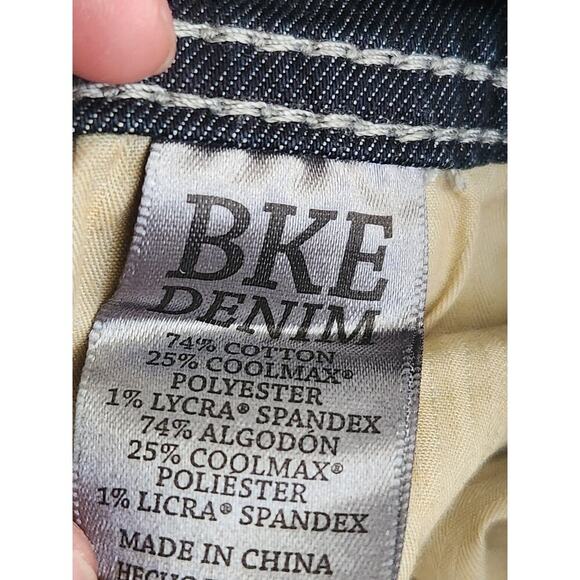 BKE
DENIM
74% COTTON
25% COOLMAX®
POLYESTER
1% LYCRA® SPANDEX
74% ALGODÓN
25% COOLMAX®
POLIESTER
1% LICRA® SPANDEX
MADE IN CHINA
HECHO